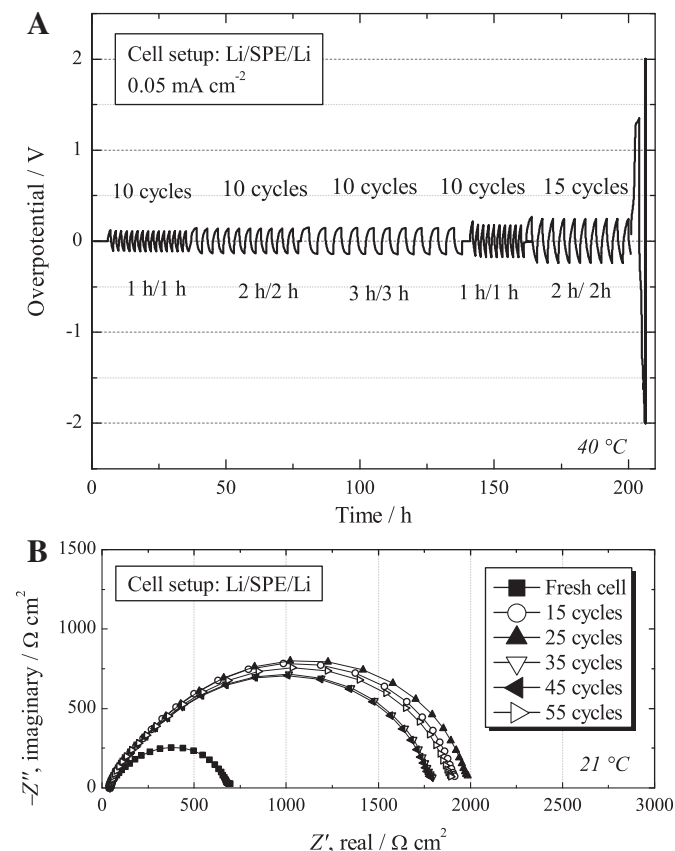 A
Cell setup: Li/SPE/Li
0.05 mA cm-2
Overpotential / V
2
1
0
-1
-2
10 cycles 10 cycles 10 cycles 10 cycles 15 cycles
1 h/1 h 2 h/2 h 3 h/3 h 1 h/1 h 2 h/ 2h
40 °C
0 50 100 150 200
Time / h
B
Cell setup: Li/SPE/Li
–Z″, imaginary / Ω cm2
1500
1000
500
0
Fresh cell
15 cycles
25 cycles
35 cycles
45 cycles
55 cycles
21 °C
0 500 1000 1500 2000 2500 3000
Z′, real / Ω cm2